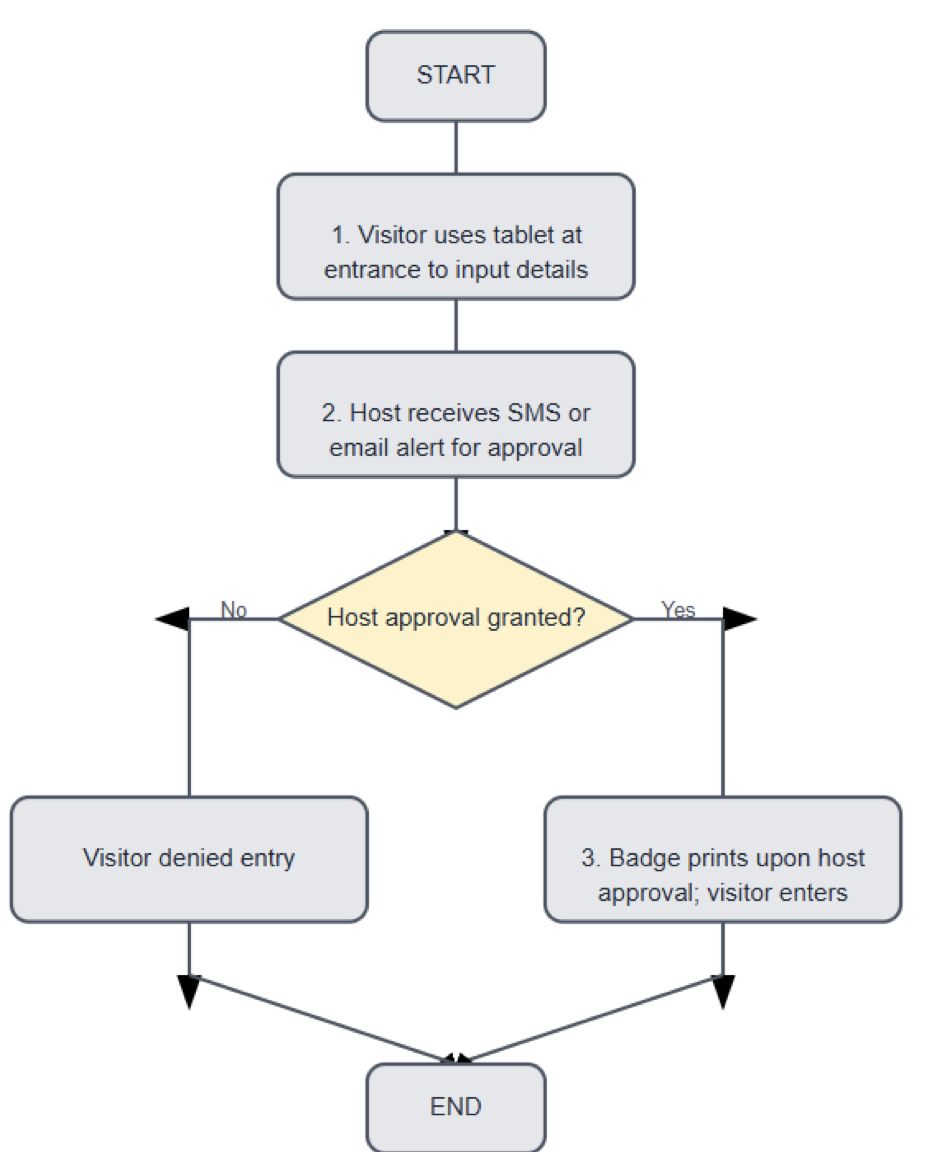 START
1. Visitor uses tablet at
entrance to input details
2. Host receives SMS or
email alert for approval
No
Host approval granted?
Yes
Visitor denied entry
3. Badge prints upon host
approval; visitor enters
END